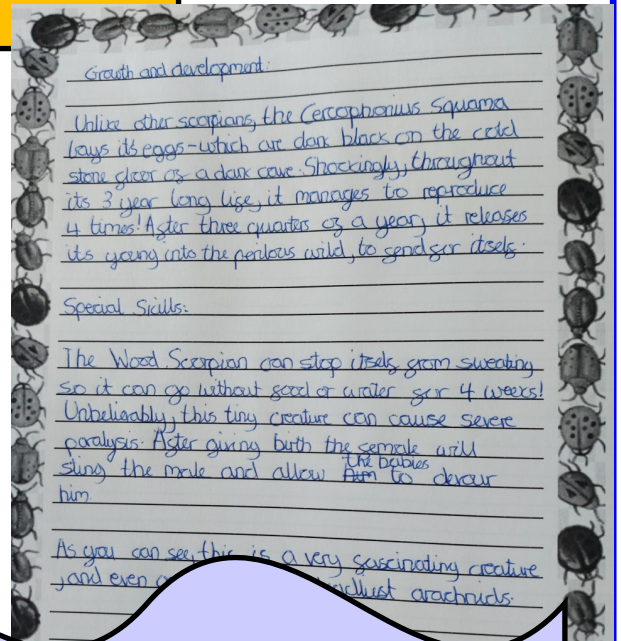 Growth and development:
Unlike other scorpians, the Cercophonius Squama
lays its eggs-which are dark black on the cold
stone floor of a dark cave. Shockingly, throughout
its 3 year long life, it manages to reproduce
4 times! After three quarters of a year, it releases
its young into the perilous wild, to fend for itself.
Special Skills:
The Wood Scorpian can stop itself from sweating
so it can go without food or water for 4 weeks!
Unbelivably, this tiny creature can cause severe
paralysis. After giving birth the female will
sting the male and allow the babies to devour
him.
As you can see, this is a very fascinating creature
,and even arachnids.